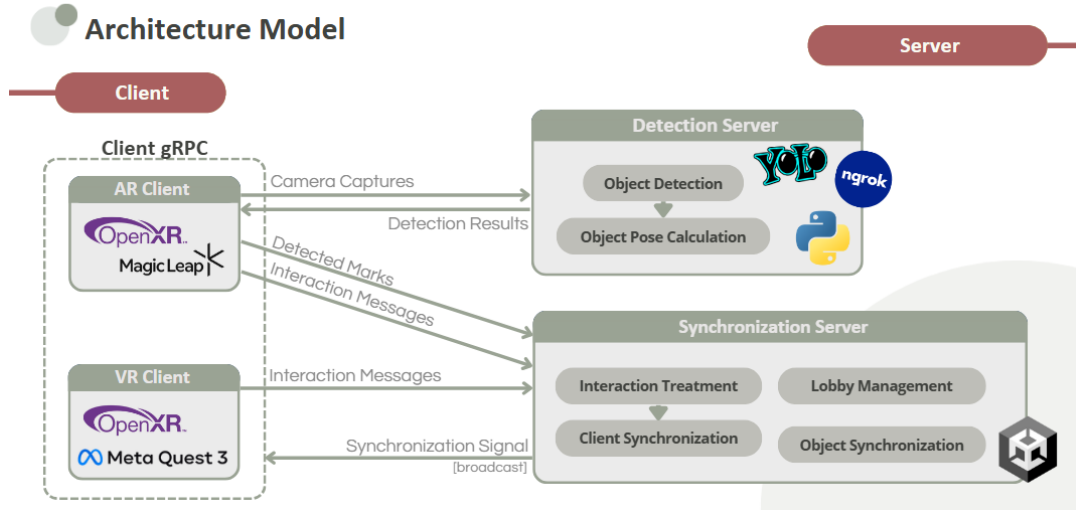 Architecture Model
Server
Client
Client gRPC
AR Client
OpenXR™
Magic Leap
Camera Captures
Detection Results
Detected Marks
Interaction Messages
Detection Server
YOLO
ngrok
Object Detection
Object Pose Calculation
VR Client
OpenXR™
Meta Quest 3
Interaction Messages
Synchronization Signal
[broadcast]
Synchronization Server
Interaction Treatment
Lobby Management
Client Synchronization
Object Synchronization